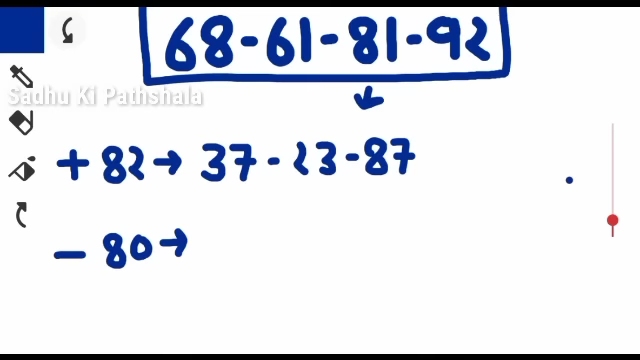 68-61-81-92
Sadhu Ki Pathshala
+ 82 → 37-23-87
- 80 →